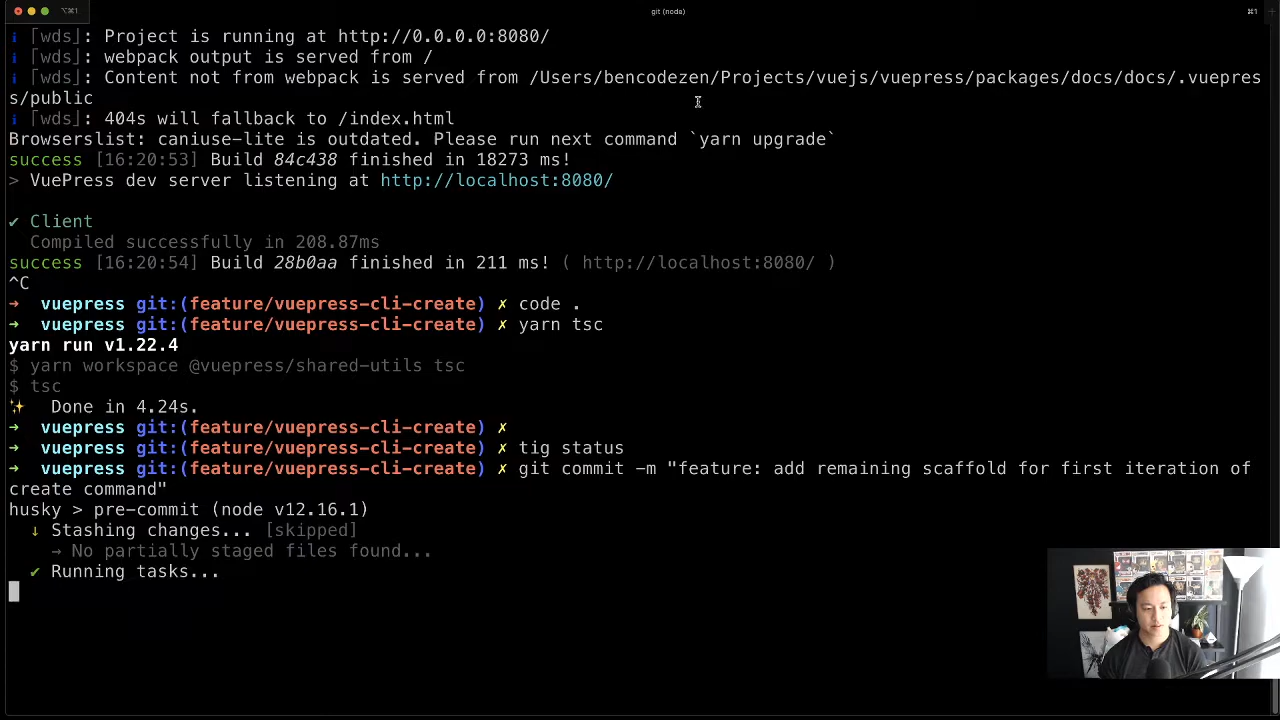 ⌥⌘1
git (node)
⌘1
ℹ ｢wds｣: Project is running at http://0.0.0.0:8080/
ℹ ｢wds｣: webpack output is served from /
ℹ ｢wds｣: Content not from webpack is served from /Users/bencodezen/Projects/vuejs/vuepress/packages/docs/docs/.vuepres
s/public
ℹ ｢wds｣: 404s will fallback to /index.html
Browserslist: caniuse-lite is outdated. Please run next command `yarn upgrade`
success [16:20:53] Build 84c438 finished in 18273 ms!
> VuePress dev server listening at http://localhost:8080/
✔ Client
Compiled successfully in 208.87ms
success [16:20:54] Build 28b0aa finished in 211 ms! ( http://localhost:8080/ )
^C
➜ vuepress git:(feature/vuepress-cli-create) ✗ code .
➜ vuepress git:(feature/vuepress-cli-create) ✗ yarn tsc
yarn run v1.22.4
$ yarn workspace @vuepress/shared-utils tsc
$ tsc
✨ Done in 4.24s.
➜ vuepress git:(feature/vuepress-cli-create) ✗
➜ vuepress git:(feature/vuepress-cli-create) ✗ tig status
➜ vuepress git:(feature/vuepress-cli-create) ✗ git commit -m "feature: add remaining scaffold for first iteration of
create command"
husky > pre-commit (node v12.16.1)
↓ Stashing changes... [skipped]
→ No partially staged files found...
✔ Running tasks...